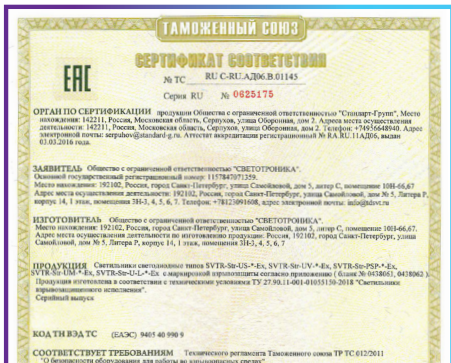 ТАМОЖЕННЫЙ СОЮЗ
СЕРТИФИКАТ СООТВЕТСТВИЯ
ЕАС
№ ТС RU C-RU.АД06.В.01145
Серия RU № 0625175
ОРГАН ПО СЕРТИФИКАЦИИ продукции Общества с ограниченной ответственностью "Стандарт-Групп", Место
нахождения: 142211, Россия, Московская область, Серпухов, улица Оборонная, дом 2. Адрес места осуществления
деятельности: 142211, Россия, Московская область, Серпухов, улица Оборонная, дом 2. Телефон: +74956648940. Адрес
электронной почты: serpuhov@standard-g.ru. Аттестат аккредитации регистрационный № RA.RU.11АД06, выдан
03.03.2016 года.
ЗАЯВИТЕЛЬ Общество с ограниченной ответственностью "СВЕТОТРОНИКА".
Основной государственный регистрационный номер: 1157847071359.
Место нахождения: 192102, Россия, город Санкт-Петербург, улица Самойловой, дом 5, литер С, помещение 10Н-66,67
Адрес места осуществления деятельности: 192102, Россия, город Санкт-Петербург, улица Самойловой, дом № 5, Литера Р,
корпус 14, 1 этаж, помещения 3Н-3, 4, 5, 6, 7. Телефон: +78123091608, адрес электронной почты: info@tdsvt.ru
ИЗГОТОВИТЕЛЬ Общество с ограниченной ответственностью "СВЕТОТРОНИКА".
Место нахождения: 192102, Россия, город Санкт-Петербург, улица Самойловой, дом 5, литер С, помещение 10Н-66,67.
Адрес места осуществления деятельности по изготовлению продукции: Россия, 192102, город Санкт-Петербург, улица
Самойловой, дом № 5, Литера Р, корпус 14, 1 этаж, помещения 3Н-3, 4, 5, 6, 7
ПРОДУКЦИЯ Светильники светодиодные типов SVTR-Str-US-*-Ex, SVTR-Str-UV-*-Ex, SVTR-Str-PSP-*-Ex,
SVTR-Str-UM-*-Ex, SVTR-Str-U-L-*-Ex с маркировкой взрывозащиты согласно приложению ( бланк № 0438061, 0438062 ).
Продукция изготовлена в соответствии с техническими условиями ТУ 27.90.11-001-01055150-2018 "Светильники
взрывозащищенного исполнения".
Серийный выпуск
КОД ТН ВЭД ТС (ЕАЭС) 9405 40 990 9
СООТВЕТСТВУЕТ ТРЕБОВАНИЯМ Технического регламента Таможенного союза ТР ТС 012/2011
"О безопасности оборудования для работы во взрывоопасных средах"